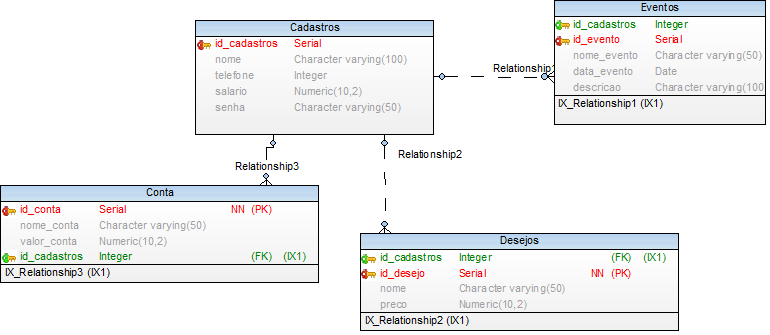 Cadastros
id_cadastros Serial
nome Character varying(100)
telefone Integer
salario Numeric(10,2)
senha Character varying(50)
Eventos
id_cadastros Integer
id_evento Serial
nome_evento Character varying(50)
data_evento Date
descricao Character varying(100
IX_Relationship1 (IX1)
Relationship1
Relationship3
Relationship2
Conta
id_conta Serial NN (PK)
nome_conta Character varying(50)
valor_conta Numeric(10,2)
id_cadastros Integer (FK) (IX1)
IX_Relationship3 (IX1)
Desejos
id_cadastros Integer (FK) (IX1)
id_desejo Serial NN (PK)
nome Character varying(50)
preco Numeric(10,2)
IX_Relationship2 (IX1)